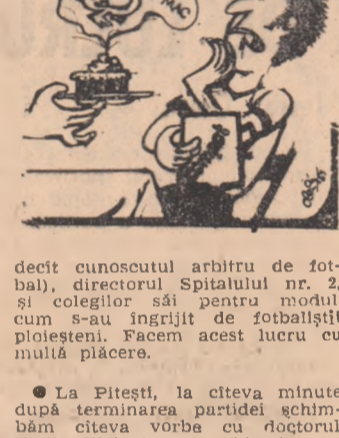 MAC
decît cunoscutul arbitru de fot-
bal), directorul Spitalului nr. 2,
și colegilor săi pentru modul
cum s-au îngrijit de fotbaliștii
ploieșteni. Facem acest lucru cu
multă plăcere.
● La Pitești, la cîteva minute
după terminarea partidei schim-
băm cîteva vorbe cu doctorul